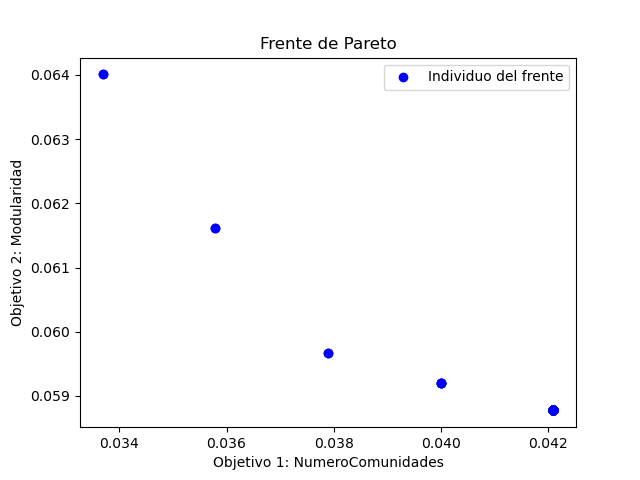 Frente de Pareto
Individuo del frente
Objetivo 2: Modularidad
0.064
0.063
0.062
0.061
0.060
0.059
0.034 0.036 0.038 0.040 0.042
Objetivo 1: NumeroComunidades